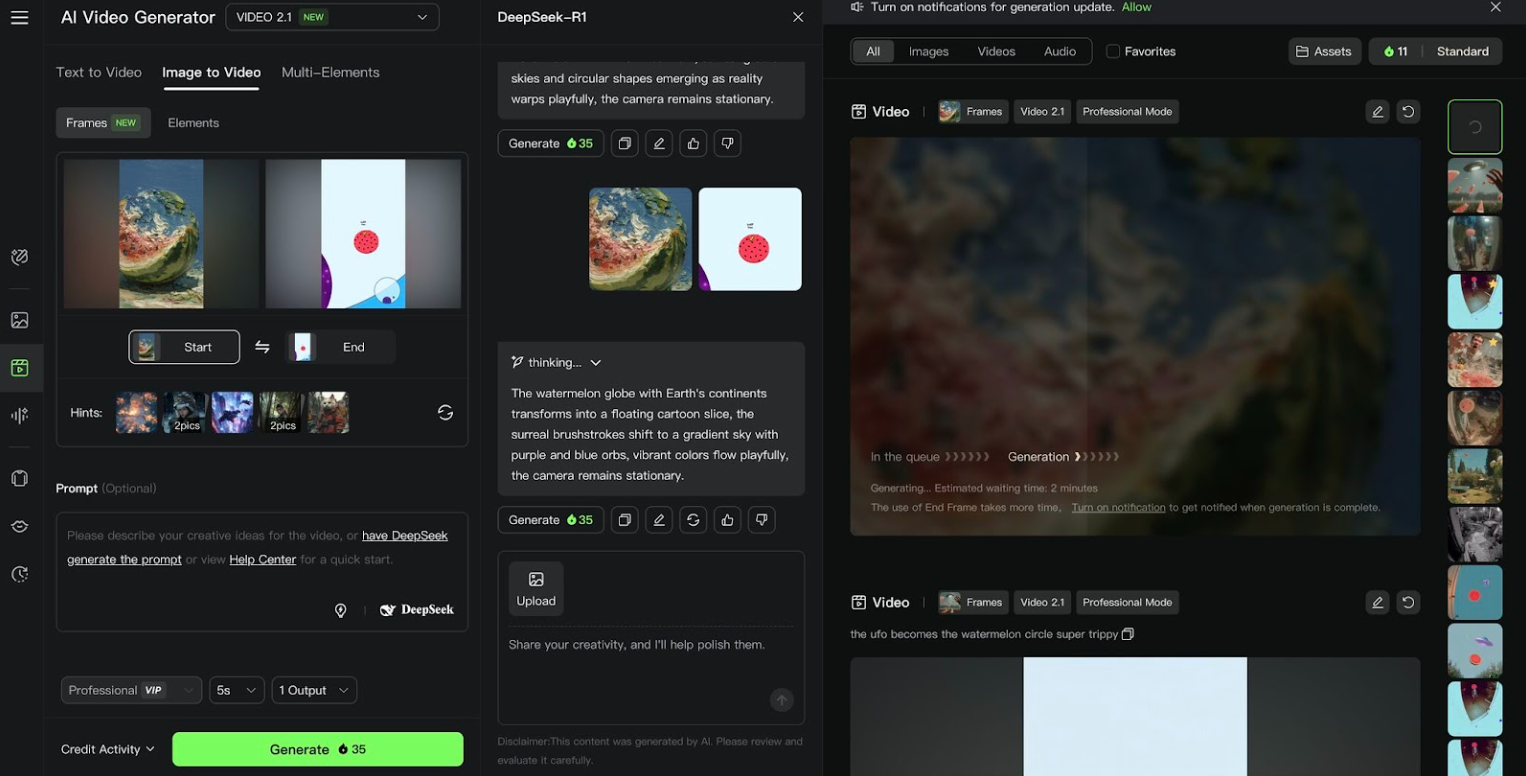 AI Video Generator
VIDEO 2.1 NEW
Text to Video
Image to Video
Multi-Elements
Frames NEW
Elements
Start
End
Hints:
2pics
2pics
Prompt (Optional)
Please describe your creative ideas for the video, or have DeepSeek
generate the prompt or view Help Center for a quick start.
DeepSeek
Professional VIP
5s
1 Output
Credit Activity
Generate 35
DeepSeek-R1
skies and circular shapes emerging as reality
warps playfully, the camera remains stationary.
Generate 35
thinking...
The watermelon globe with Earth's continents
transforms into a floating cartoon slice, the
surreal brushstrokes shift to a gradient sky with
purple and blue orbs, vibrant colors flow playfully,
the camera remains stationary.
Generate 35
Upload
Share your creativity, and I'll help polish them.
Disclaimer:This content was generated by AI. Please review and
evaluate it carefully.
Turn on notifications for generation update. Allow
All
Images
Videos
Audio
Favorites
Assets
11
Standard
Video
Frames
Video 2.1
Professional Mode
In the queue
Generation
Generating... Estimated waiting time: 2 minutes
The use of End Frame takes more time, Turn on notification to get notified when generation is complete.
Video
Frames
Video 2.1
Professional Mode
the ufo becomes the watermelon circle super trippy